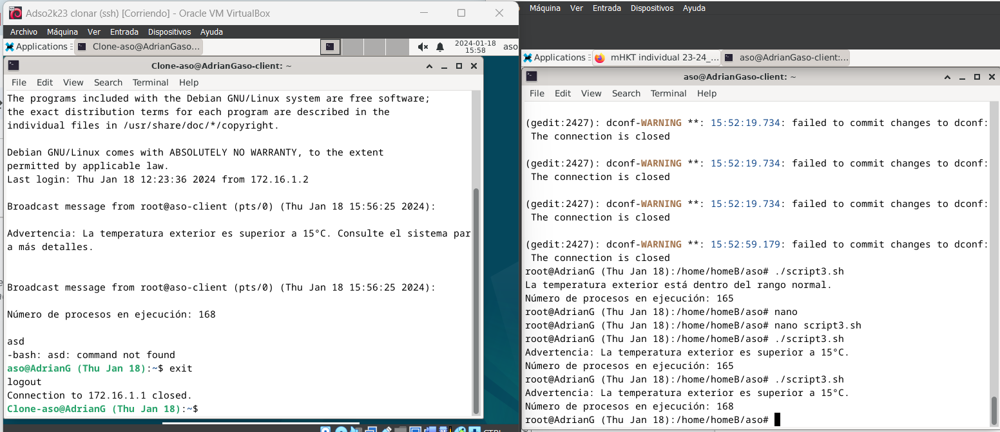 Adso2k23 clonar (ssh) [Corriendo] - Oracle VM VirtualBox
Archivo Máquina Ver Entrada Dispositivos Ayuda
Applications Clone-aso@AdrianGaso... 2024-01-18 15:58 aso
Clone-aso@AdrianGaso-client: ~
File Edit View Search Terminal Help
The programs included with the Debian GNU/Linux system are free software;
the exact distribution terms for each program are described in the
individual files in /usr/share/doc/*/copyright.
Debian GNU/Linux comes with ABSOLUTELY NO WARRANTY, to the extent
permitted by applicable law.
Last login: Thu Jan 18 12:23:36 2024 from 172.16.1.2
Broadcast message from root@aso-client (pts/0) (Thu Jan 18 15:56:25 2024):
Advertencia: La temperatura exterior es superior a 15°C. Consulte el sistema par
a más detalles.
Broadcast message from root@aso-client (pts/0) (Thu Jan 18 15:56:25 2024):
Número de procesos en ejecución: 168
asd
-bash: asd: command not found
aso@AdrianG (Thu Jan 18):~$ exit
logout
Connection to 172.16.1.1 closed.
Clone-aso@AdrianG (Thu Jan 18):~$
Máquina Ver Entrada Dispositivos Ayuda
Applications mHKT individual 23-24_... aso@AdrianGaso-client:...
aso@AdrianGaso-client: ~
File Edit View Search Terminal Help
(gedit:2427): dconf-WARNING **: 15:52:19.734: failed to commit changes to dconf:
The connection is closed
(gedit:2427): dconf-WARNING **: 15:52:19.734: failed to commit changes to dconf:
The connection is closed
(gedit:2427): dconf-WARNING **: 15:52:19.734: failed to commit changes to dconf:
The connection is closed
(gedit:2427): dconf-WARNING **: 15:52:59.179: failed to commit changes to dconf:
The connection is closed
root@AdrianG (Thu Jan 18):/home/homeB/aso# ./script3.sh
La temperatura exterior está dentro del rango normal.
Número de procesos en ejecución: 165
root@AdrianG (Thu Jan 18):/home/homeB/aso# nano
root@AdrianG (Thu Jan 18):/home/homeB/aso# nano script3.sh
root@AdrianG (Thu Jan 18):/home/homeB/aso# ./script3.sh
Advertencia: La temperatura exterior es superior a 15°C.
Número de procesos en ejecución: 165
root@AdrianG (Thu Jan 18):/home/homeB/aso# ./script3.sh
Advertencia: La temperatura exterior es superior a 15°C.
Número de procesos en ejecución: 168
root@AdrianG (Thu Jan 18):/home/homeB/aso#